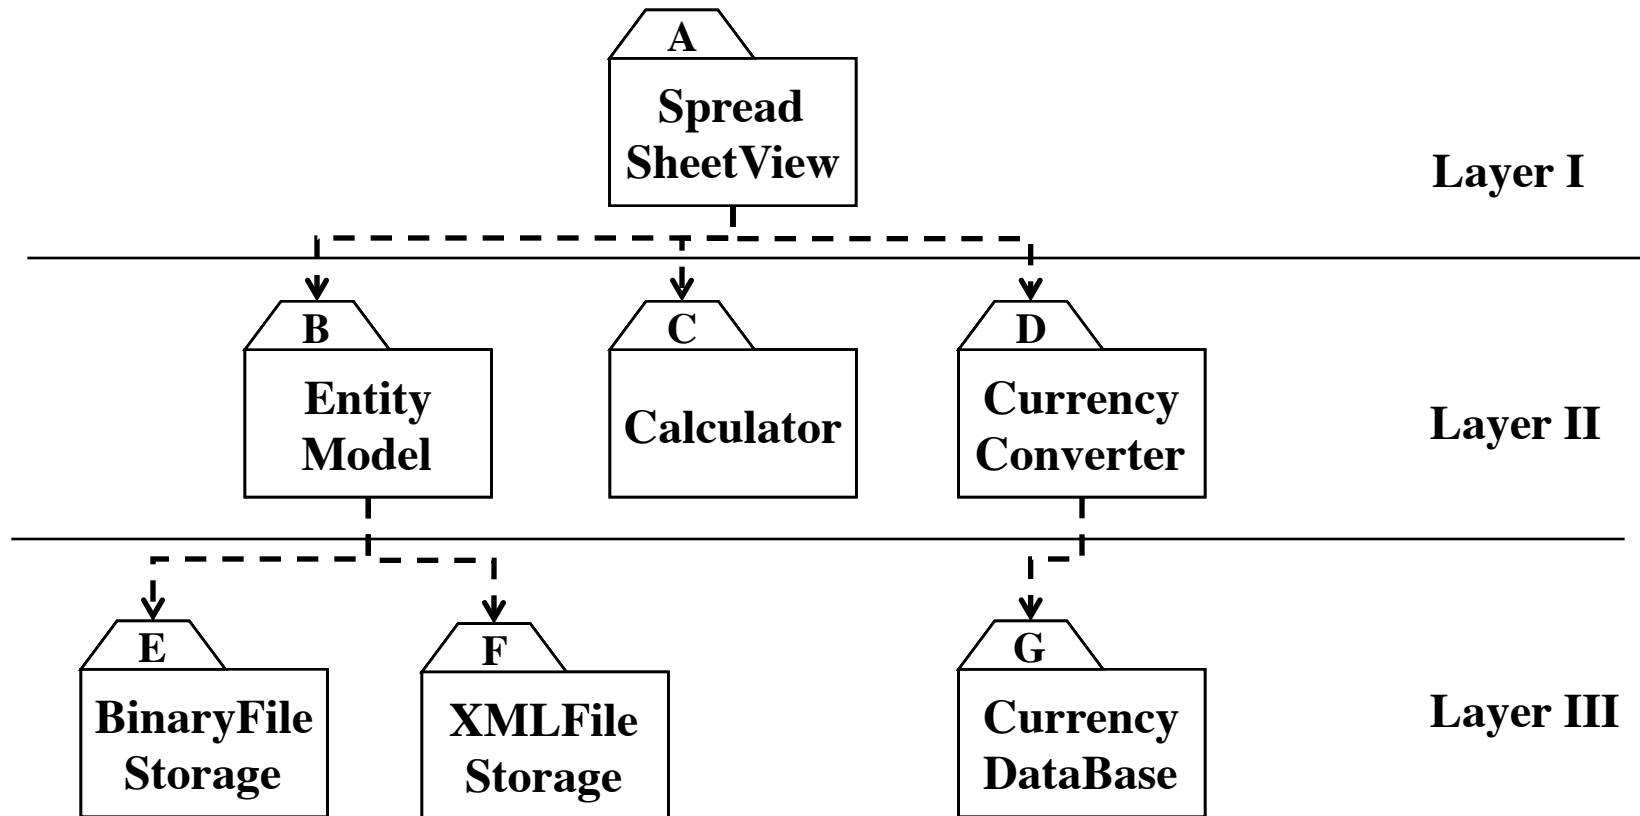 A
Spread
SheetView
Layer I
B
C
D
Entity
Model
Calculator
Currency
Converter
Layer II
E
F
G
BinaryFile
Storage
XMLFile
Storage
Currency
DataBase
Layer III